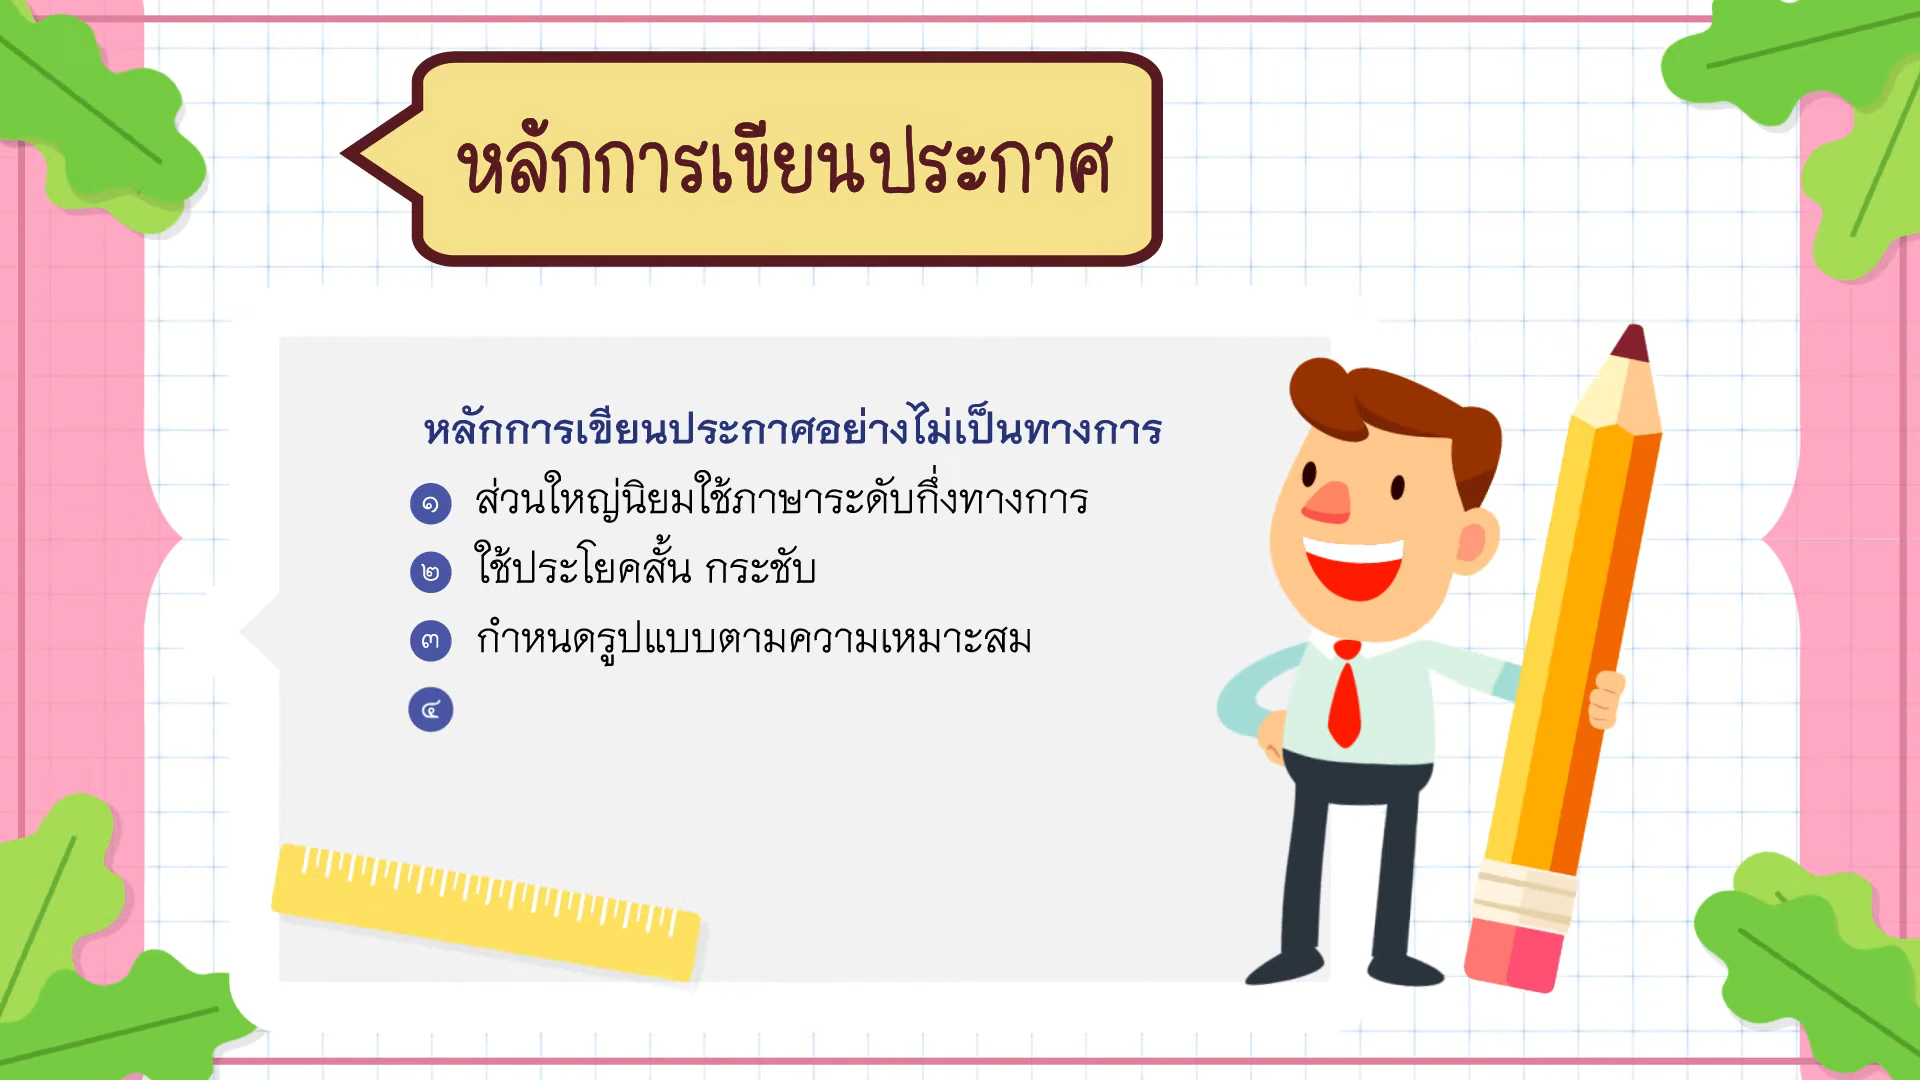 หลักการเขียนประกาศ
หลักการเขียนประกาศอย่างไม่เป็นทางการ
๑ ส่วนใหญ่นิยมใช้ภาษาระดับกึ่งทางการ
๒ ใช้ประโยคสั้น กระชับ
๓ กำหนดรูปแบบตามความเหมาะสม
๔